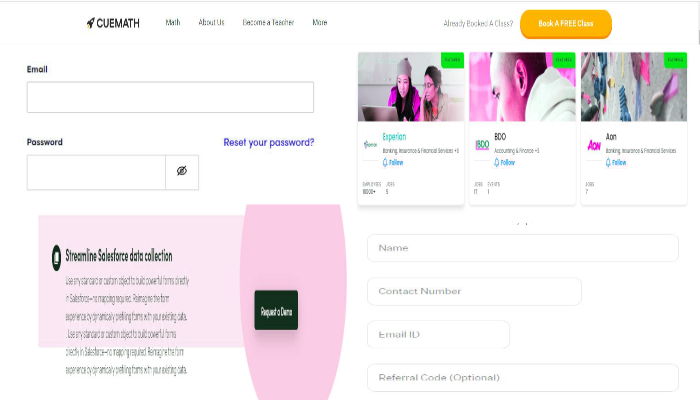 CUEMATH
Math
About Us
Become a Teacher
More
Already Booked A Class?
Book A FREE Class
Email
Password
Reset your password?
Streamline Salesforce data collection
Use any standard or custom object to build powerful forms directly
in Salesforce—no mapping required. Reimagine the form
experience by dynamically prefilling forms with your existing data.
. Use any standard or custom object to build powerful forms
directly in Salesforce—no mapping required. Reimagine the form
experience by dynamically prefilling forms with your existing data.
Request a Demo
Experian
Banking, Insurance & Financial Services +3
Follow
EMPLOYEES
JOBS
5
BDO
BDO
Accounting & Finance +3
Follow
JOBS
EVENTS
17
1
Aon
AON
Banking, Insurance & Financial Services
Follow
JOBS
7
Name
Contact Number
Email ID
Referral Code (Optional)